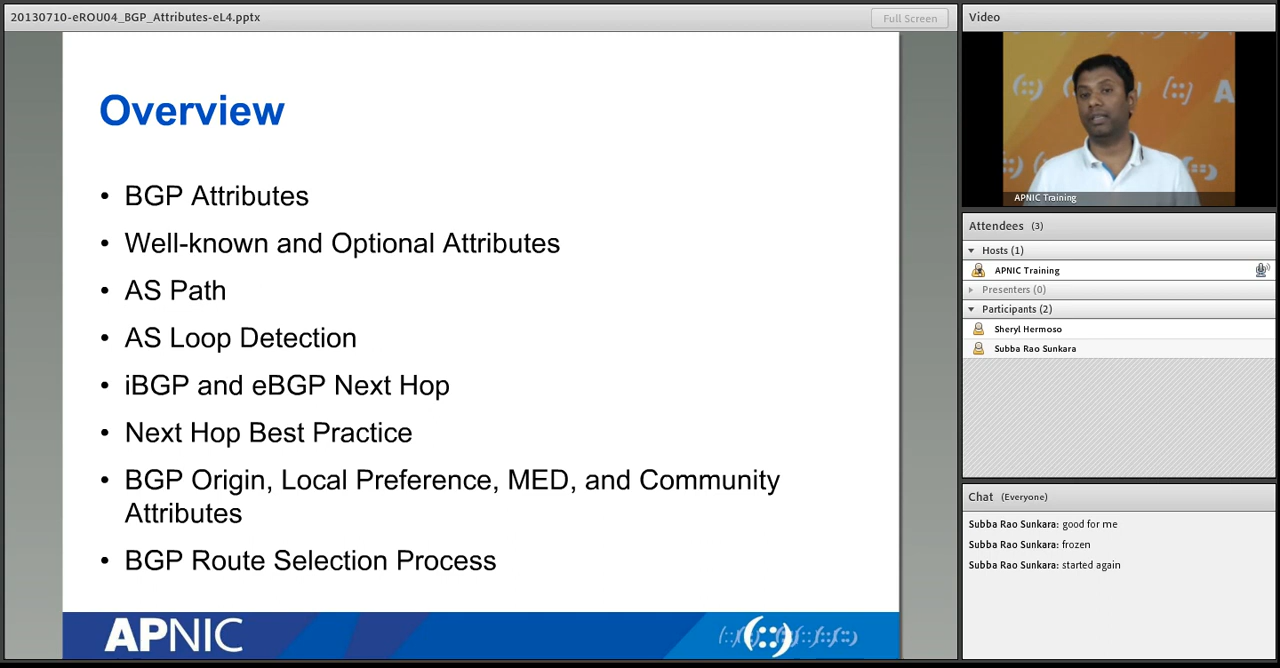 20130710-eROU04_BGP_Attributes-eL4.pptx
Full Screen
Overview
• BGP Attributes
• Well-known and Optional Attributes
• AS Path
• AS Loop Detection
• iBGP and eBGP Next Hop
• Next Hop Best Practice
• BGP Origin, Local Preference, MED, and Community
Attributes
• BGP Route Selection Process
APNIC
(::)
Video
(::) (::) A
APNIC Training
Attendees (3)
Hosts (1)
APNIC Training
Presenters (0)
Participants (2)
Sheryl Hermoso
Subba Rao Sunkara
Chat (Everyone)
Subba Rao Sunkara: good for me
Subba Rao Sunkara: frozen
Subba Rao Sunkara: started again